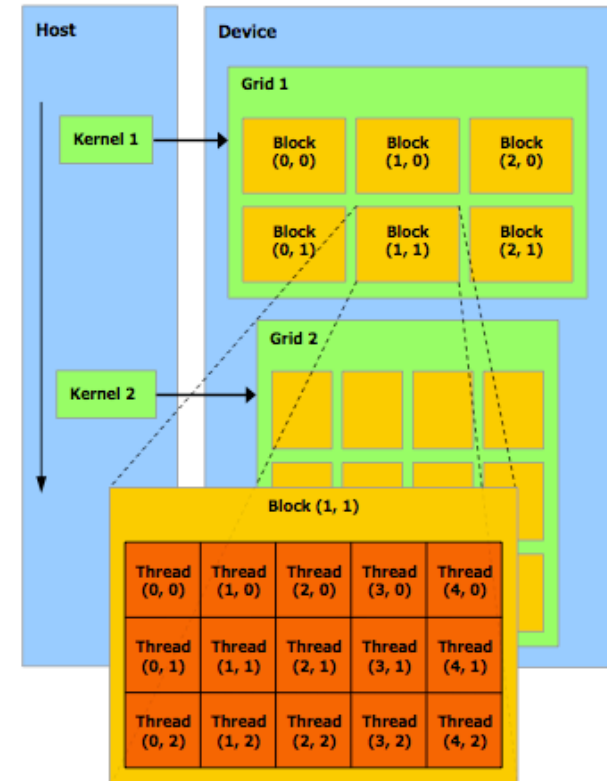 Host
Device
Grid 1
Kernel 1
Block
(0, 0)
Block
(1, 0)
Block
(2, 0)
Block
(0, 1)
Block
(1, 1)
Block
(2, 1)
Grid 2
Kernel 2
Block (1, 1)
Thread
(0, 0)
Thread
(1, 0)
Thread
(2, 0)
Thread
(3, 0)
Thread
(4, 0)
Thread
(0, 1)
Thread
(1, 1)
Thread
(2, 1)
Thread
(3, 1)
Thread
(4, 1)
Thread
(0, 2)
Thread
(1, 2)
Thread
(2, 2)
Thread
(3, 2)
Thread
(4, 2)